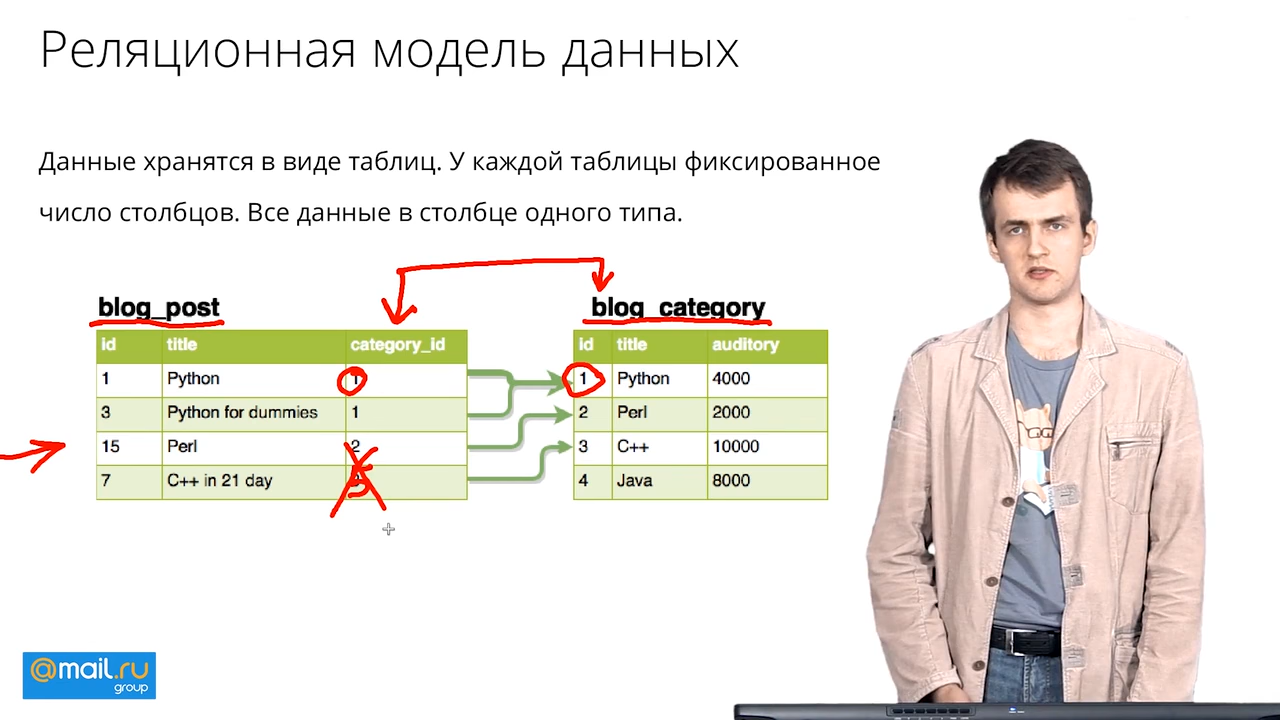 Реляционная модель данных
Данные хранятся в виде таблиц. У каждой таблицы фиксированное
число столбцов. Все данные в столбце одного типа.
blog_post
id title category_id
1 Python 1
3 Python for dummies 1
15 Perl 2
7 C++ in 21 day
blog_category
id title auditory
1 Python 4000
2 Perl 2000
3 C++ 10000
4 Java 8000
@mail.ru
group